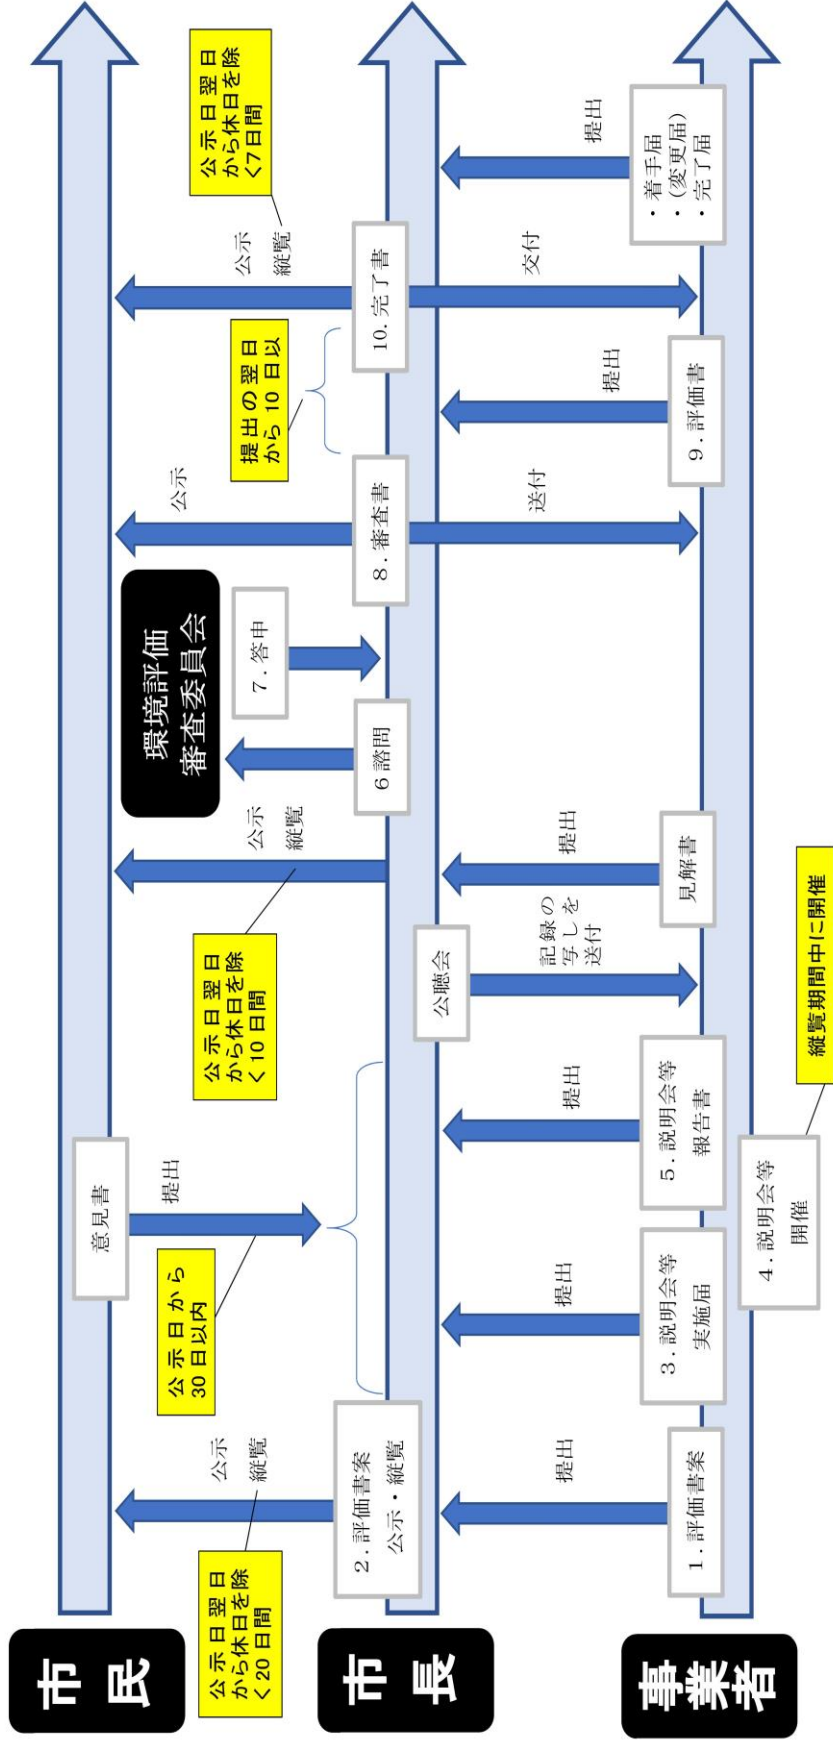 市民
市長
事業者
公示日翌日
から休日を除
く20日間
公示
縦覧
2．評価書案
公示・縦覧
提出
1．評価書案
意見書
提出
公示日から
30日以内
提出
3．説明会等
実施届
4．説明会等
開催
縦覧期間中に開催
提出
5．説明会等
報告書
公聴会
記録の
写しを
送付
提出
見解書
公示日翌日
から休日を除
く10日間
公示
縦覧
環境評価
審査委員会
6諮問
7．答申
公示
8．審査書
送付
提出の翌日
から10日以
提出
9．評価書
公示日翌日
から休日を除
く7日間
公示
縦覧
10．完了書
交付
提出
・着手届
・（変更届）
・完了届